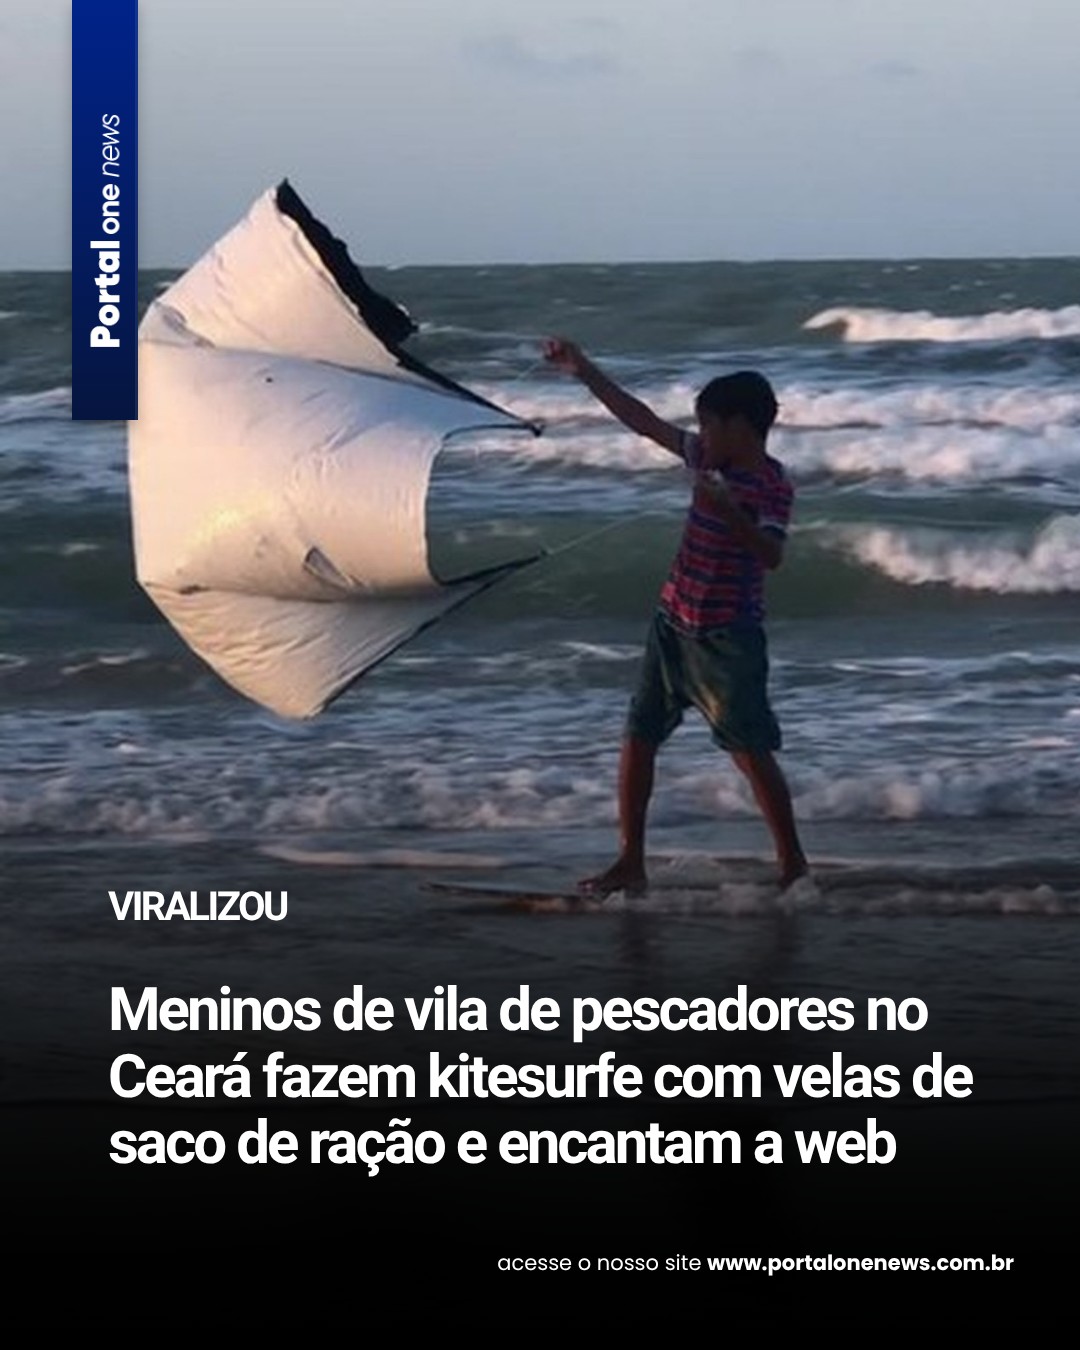 Portal one news
VIRALIZOU
Meninos de vila de pescadores no
Ceará fazem kitesurfe com velas de
saco de ração e encantam a web
acesse o nosso site www.portalonenews.com.br